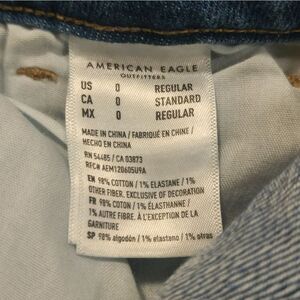 AMERICAN EAGLE
OUTFITTERS
US 0 REGULAR
CA 0 STANDARD
MX 0 REGULAR
MADE IN CHINA / FABRIQUÉ EN CHINE /
HECHO EN CHINA
RN 54485 / CA 03873
RFC# AEM120605U9A
EN 98% COTTON / 1% ELASTANE / 1%
OTHER FIBER. EXCLUSIVE OF DECORATION
FR 98% COTON / 1% ÉLASTHANNE /
1% AUTRE FIBRE. À L'EXCEPTION DE LA
GARNITURE
SP 98% algodón / 1% elastano / 1% otras